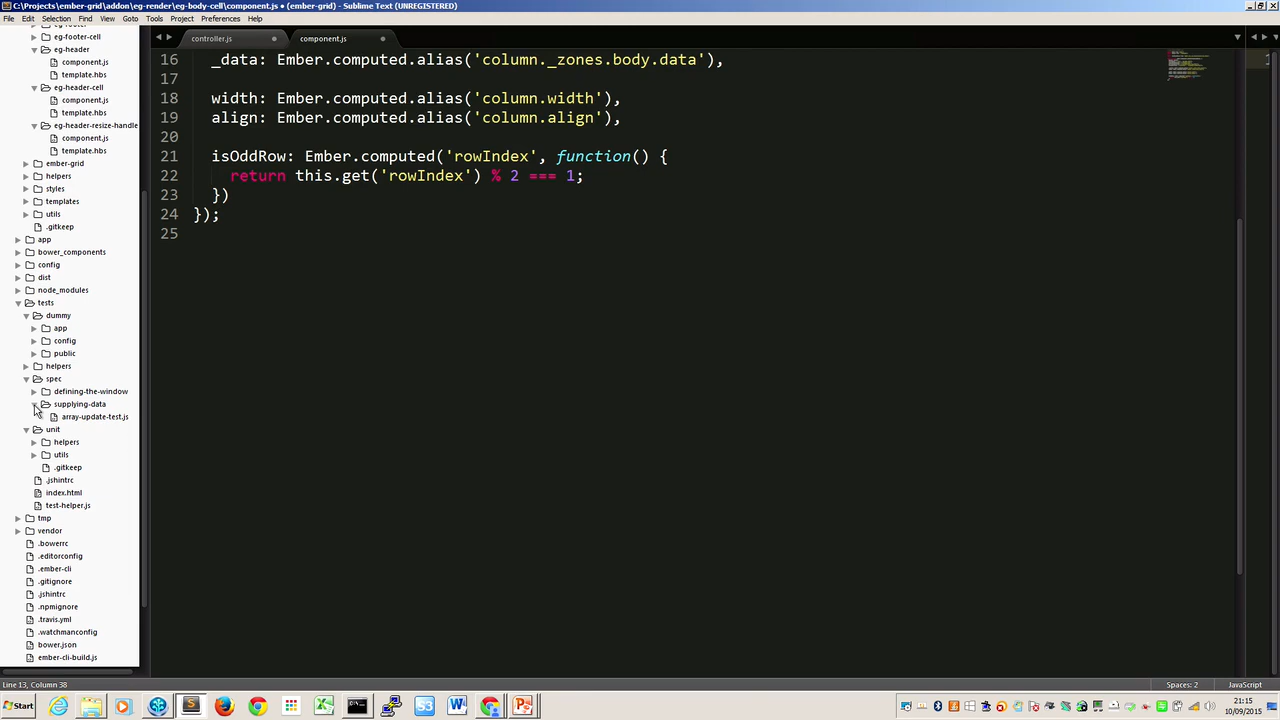 C:\Projects\ember-grid\addon\eg-render\eg-body-cell\component.js • (ember-grid) - Sublime Text (UNREGISTERED)
File Edit Selection Find View Goto Tools Project Preferences Help
eg-footer-cell
eg-header
component.js
template.hbs
eg-header-cell
component.js
template.hbs
eg-header-resize-handle
component.js
template.hbs
ember-grid
helpers
styles
templates
utils
.gitkeep
app
bower_components
config
dist
node_modules
tests
dummy
app
config
public
helpers
spec
defining-the-window
supplying-data
array-update-test.js
unit
helpers
utils
.gitkeep
.jshintrc
index.html
test-helper.js
tmp
vendor
.bowerrc
.editorconfig
.ember-cli
.gitignore
.jshintrc
.npmignore
.travis.yml
.watchmanconfig
bower.json
ember-cli-build.js
controller.js component.js
16 _data: Ember.computed.alias('column._zones.body.data'),
17
18 width: Ember.computed.alias('column.width'),
19 align: Ember.computed.alias('column.align'),
20
21 isOddRow: Ember.computed('rowIndex', function() {
22 return this.get('rowIndex') % 2 === 1;
23 })
24 });
25
Line 13, Column 38 Spaces: 2 JavaScript
Start
21:15
10/09/2015